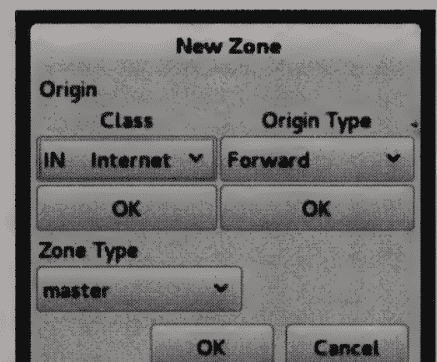 New Zone
Origin
Class Origin Type
IN Internet Forward
OK OK
Zone Type
master
OK Cancel